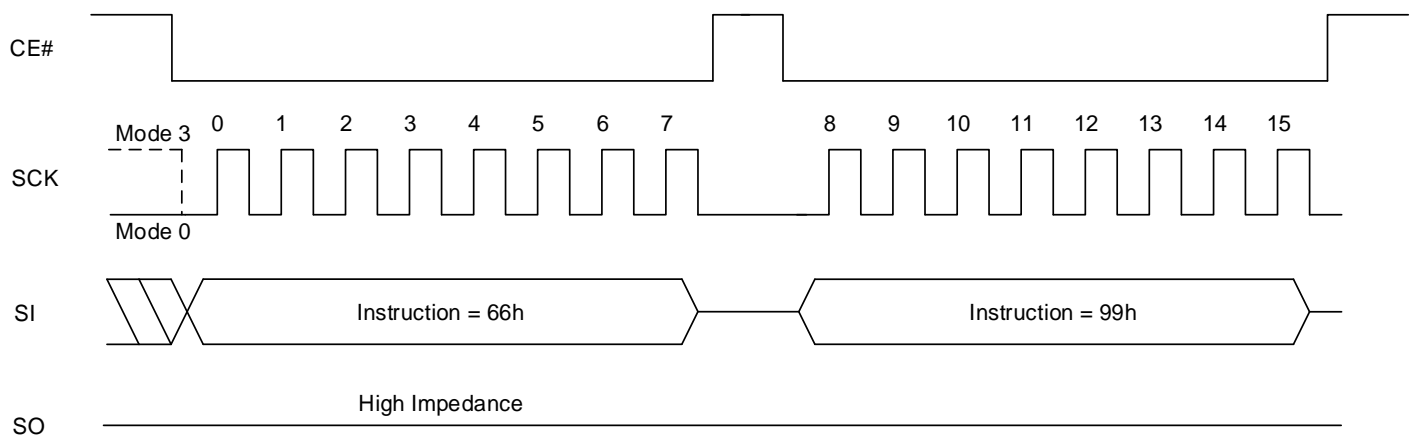 CE#
Mode 3
0 1 2 3 4 5 6 7 8 9 10 11 12 13 14 15
SCK
Mode 0
SI
Instruction = 66h
Instruction = 99h
High Impedance
SO